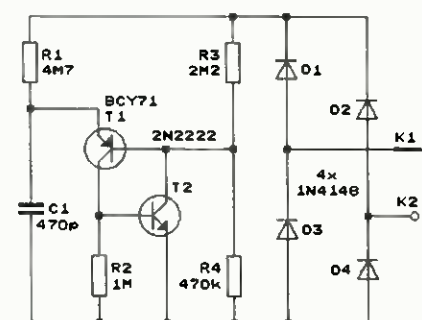 R1
4M7
R3
2M2
D1
D2
BCY71
T1
2N2222
K1
4x
1N4148
T2
K2
C1
470p
D3
R2
1M
R4
470k
D4